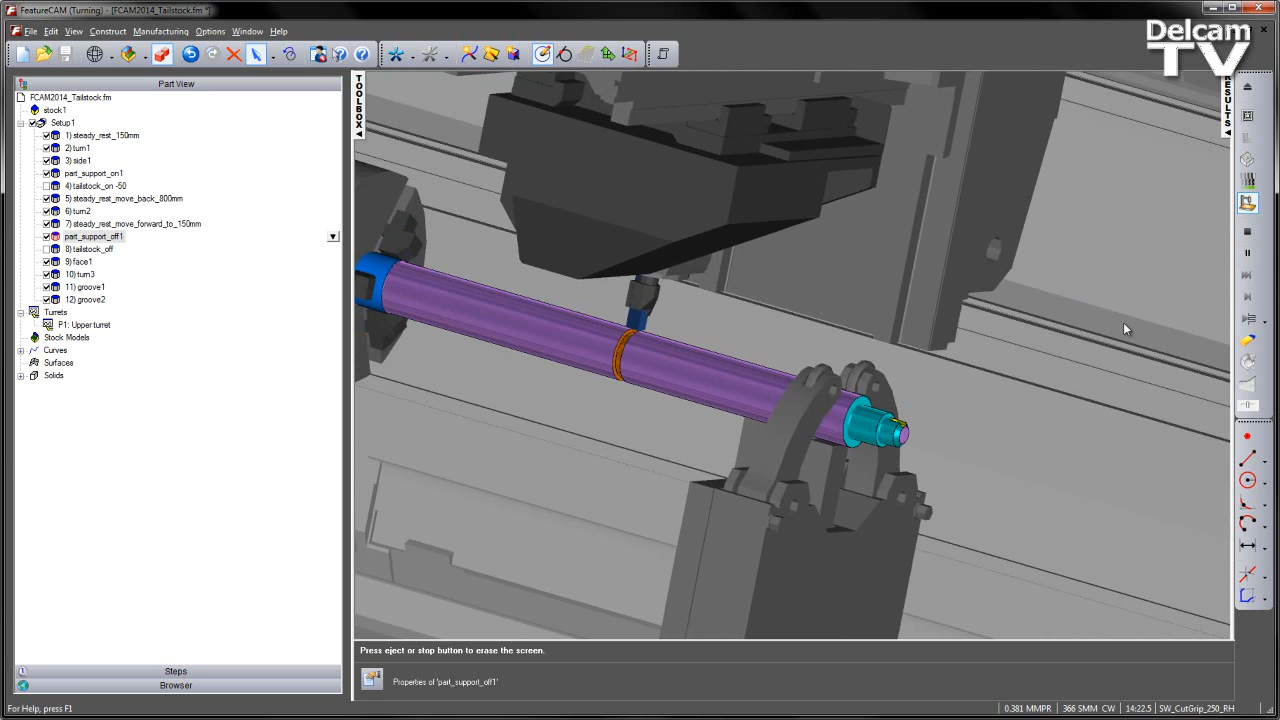 FeatureCAM (Turning) - [FCAM2014_Tailstock.fm *]
File Edit View Construct Manufacturing Options Window Help
Delcam
TV
Part View
TOOLBOX
RESULTS
FCAM2014_Tailstock.fm
stock1
Setup1
1) steady_rest_150mm
2) turn1
3) side1
part_support_on1
4) tailstock_on -50
5) steady_rest_move_back_800mm
6) turn2
7) steady_rest_move_forward_to_150mm
part_support_off1
8) tailstock_off
9) face1
10) turn3
11) groove1
12) groove2
Turrets
P1: Upper turret
Stock Models
Curves
Surfaces
Solids
Press eject or stop button to erase the screen.
Steps
Properties of 'part_support_off1'
Browser
For Help, press F1
0.381 MMPR 366 SMM CW 14:22.5 SW_CutGrip_250_RH